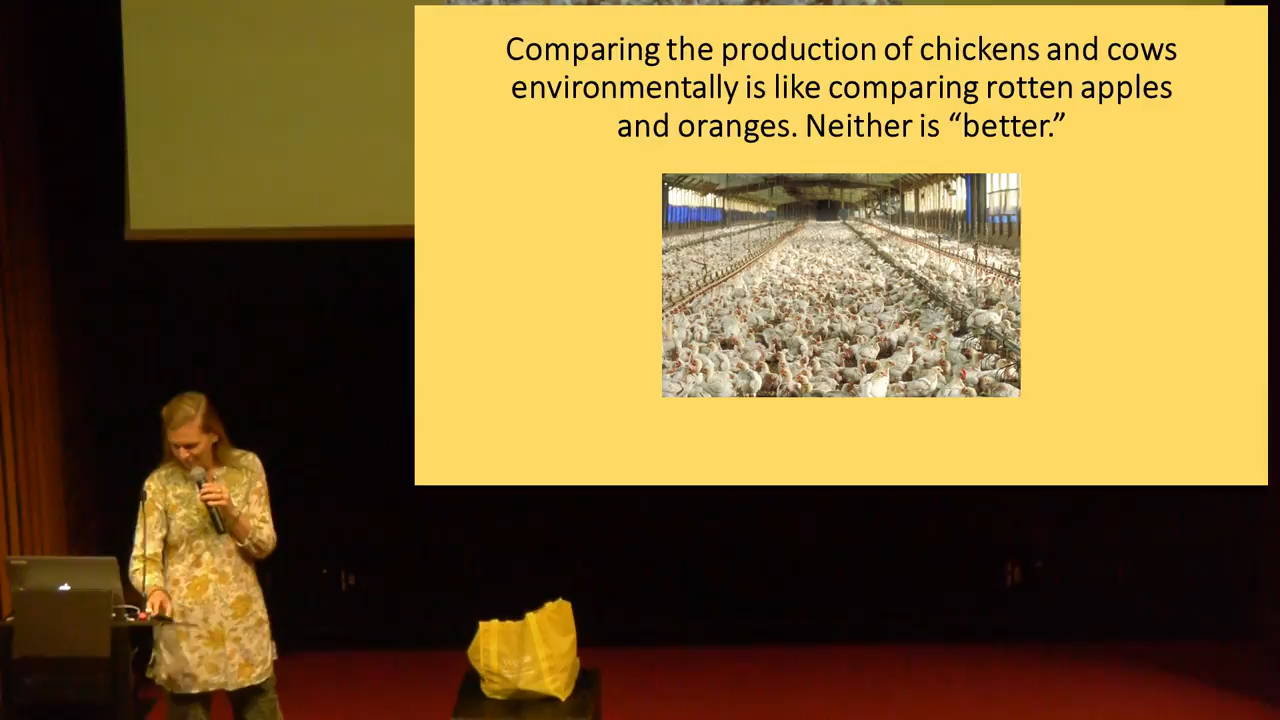 Comparing the production of chickens and cows
environmentally is like comparing rotten apples
and oranges. Neither is “better.”